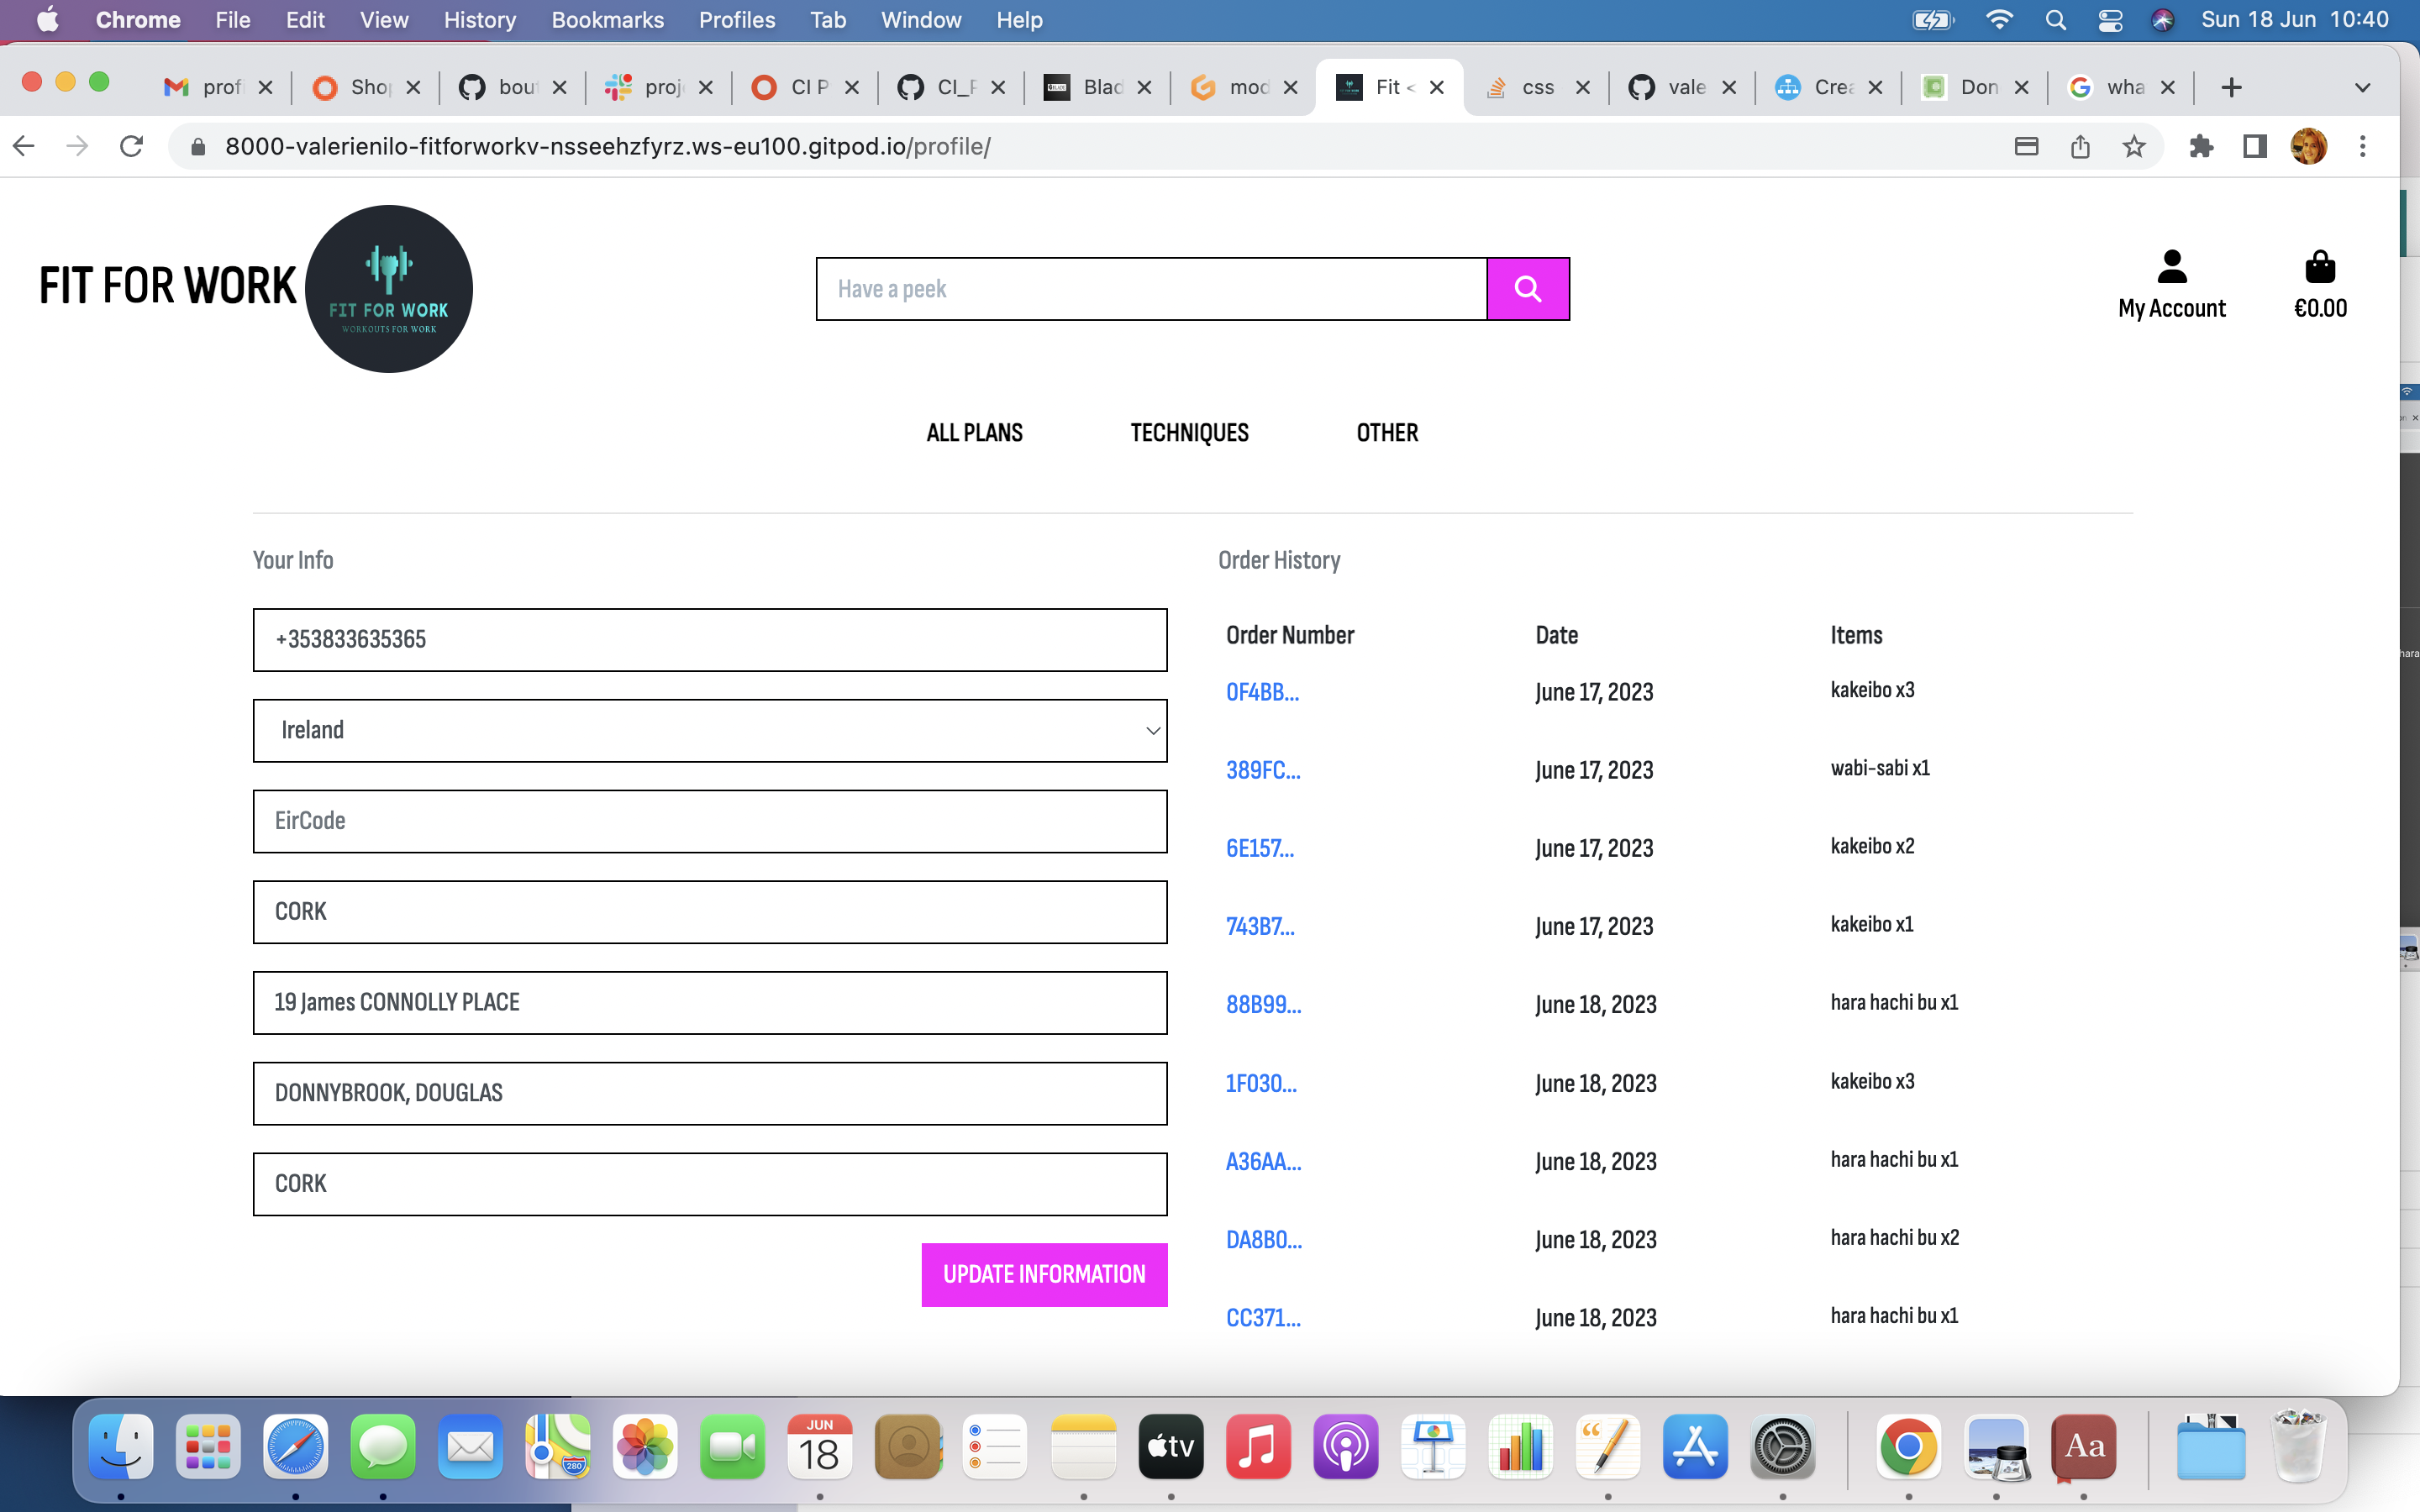 Chrome File Edit View History Bookmarks Profiles Tab Window Help Sun 18 Jun 10:40
prof Shop bout proj CI P CI_P Blad mod Fit < css vale Crea Don wha
8000-valerienilo-fitforworkv-nsseehzfyrz.ws-eu100.gitpod.io/profile/
FIT FOR WORK
FIT FOR WORK
WORKOUTS FOR WORK
Have a peek
My Account
€0.00
ALL PLANS TECHNIQUES OTHER
Your Info
+353833635365
Ireland
EirCode
CORK
19 James CONNOLLY PLACE
DONNYBROOK, DOUGLAS
CORK
UPDATE INFORMATION
Order History
Order Number Date Items
0F4BB... June 17, 2023 kakeibo x3
389FC... June 17, 2023 wabi-sabi x1
6E157... June 17, 2023 kakeibo x2
743B7... June 17, 2023 kakeibo x1
88B99... June 18, 2023 hara hachi bu x1
1F030... June 18, 2023 kakeibo x3
A36AA... June 18, 2023 hara hachi bu x1
DA8B0... June 18, 2023 hara hachi bu x2
CC371... June 18, 2023 hara hachi bu x1
hara
280
JUN
18
tv
Aa